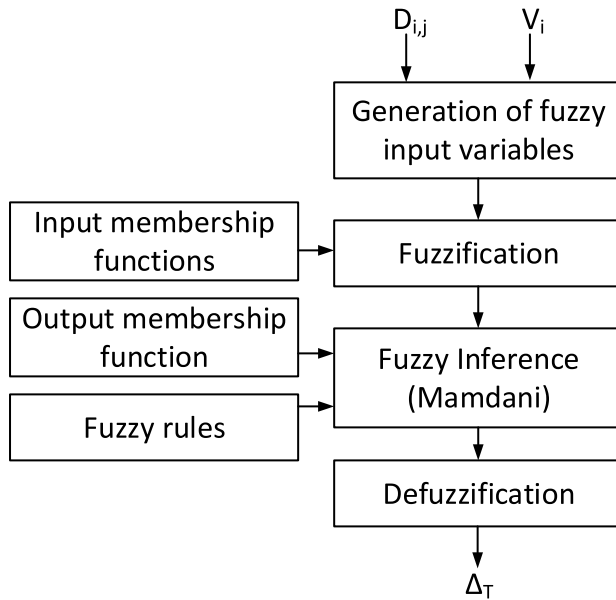 D_{i,j} V_i
Generation of fuzzy
input variables
Input membership
functions
Fuzzification
Output membership
function
Fuzzy Inference
(Mamdani)
Fuzzy rules
Defuzzification
Δ_T